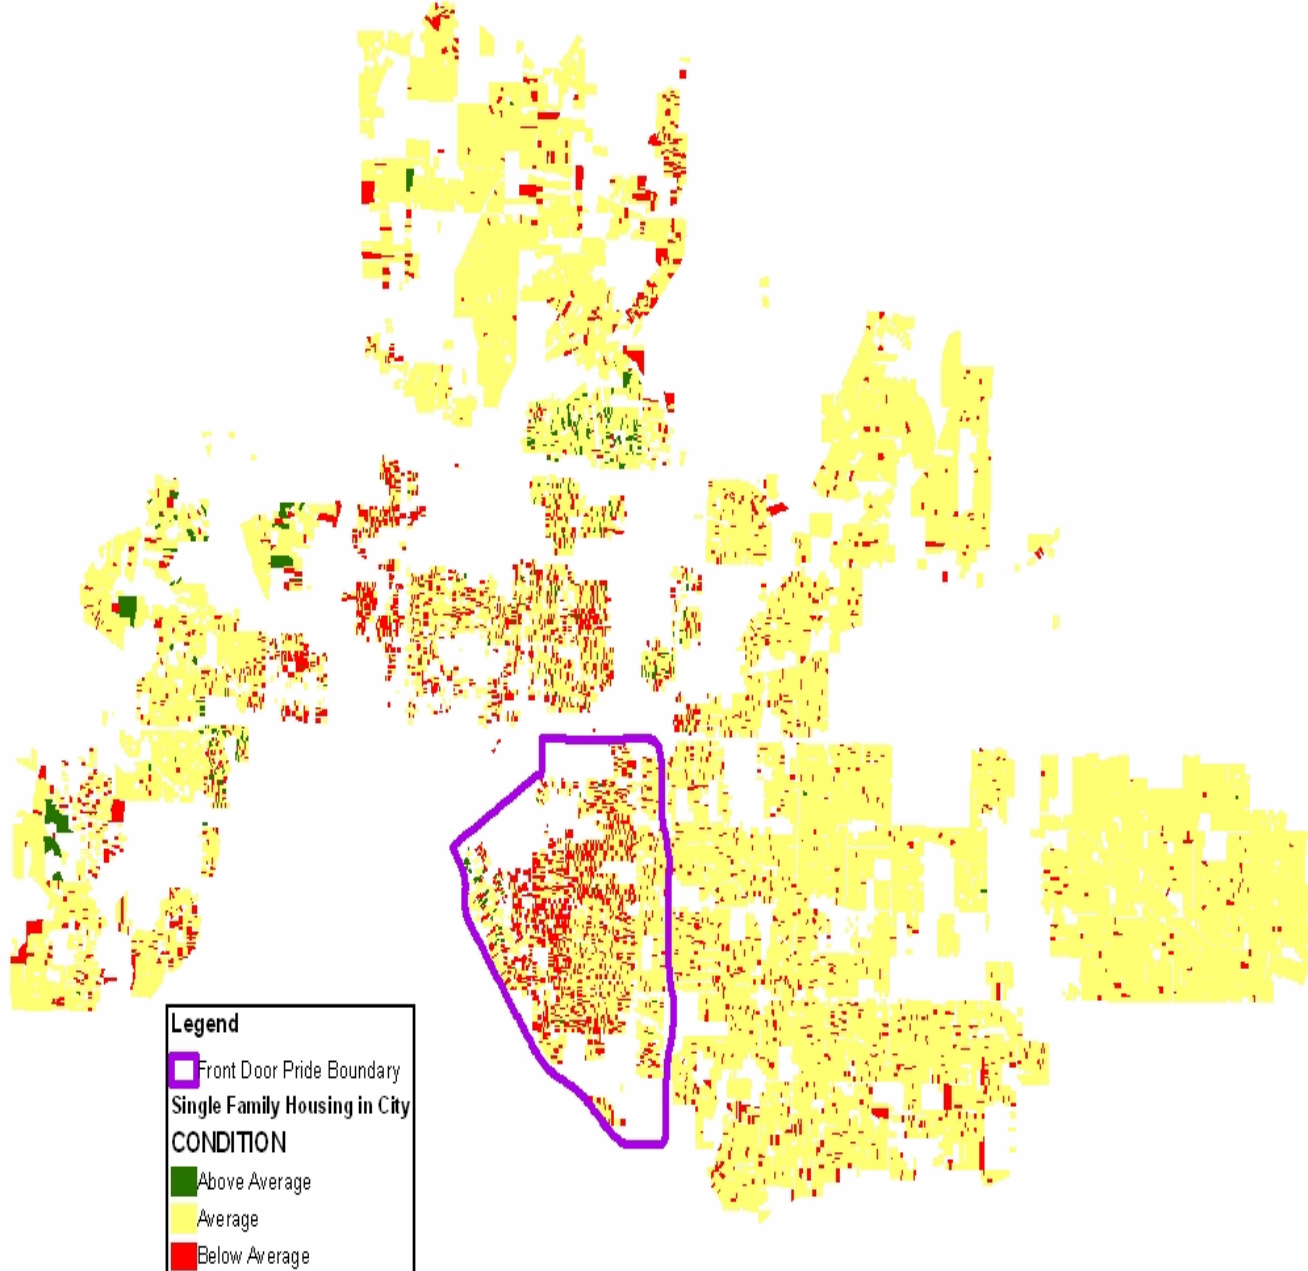 Legend
Front Door Pride Boundary
Single Family Housing in City
CONDITION
Above Average
Average
Below Average